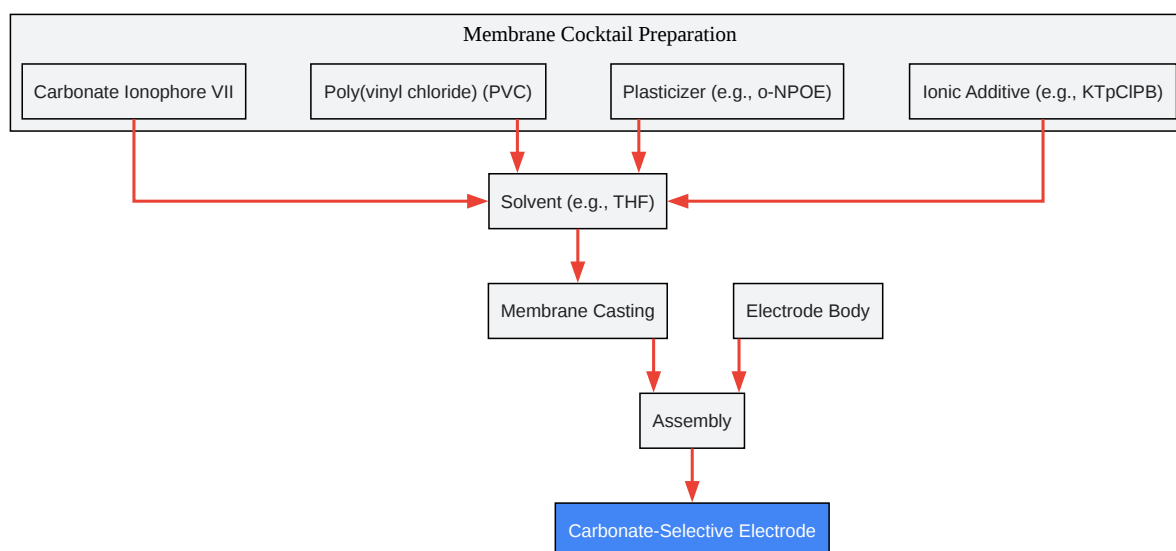 Membrane Cocktail Preparation
Carbonate Ionophore VII
Poly(vinyl chloride) (PVC)
Plasticizer (e.g., o-NPOE)
Ionic Additive (e.g., KTpClPB)
Solvent (e.g., THF)
Membrane Casting
Electrode Body
Assembly
Carbonate-Selective Electrode